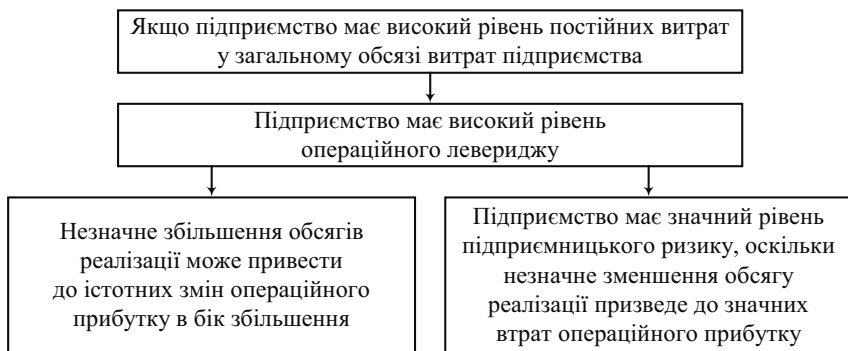 Якщо підприємство має високий рівень постійних витрат
у загальному обсязі витрат підприємства
Підприємство має високий рівень
операційного левериджу
Незначне збільшення обсягів
реалізації може привести
до істотних змін операційного
прибутку в бік збільшення
Підприємство має значний рівень
підприємницького ризику, оскільки
незначне зменшення обсягу
реалізації призведе до значних
втрат операційного прибутку